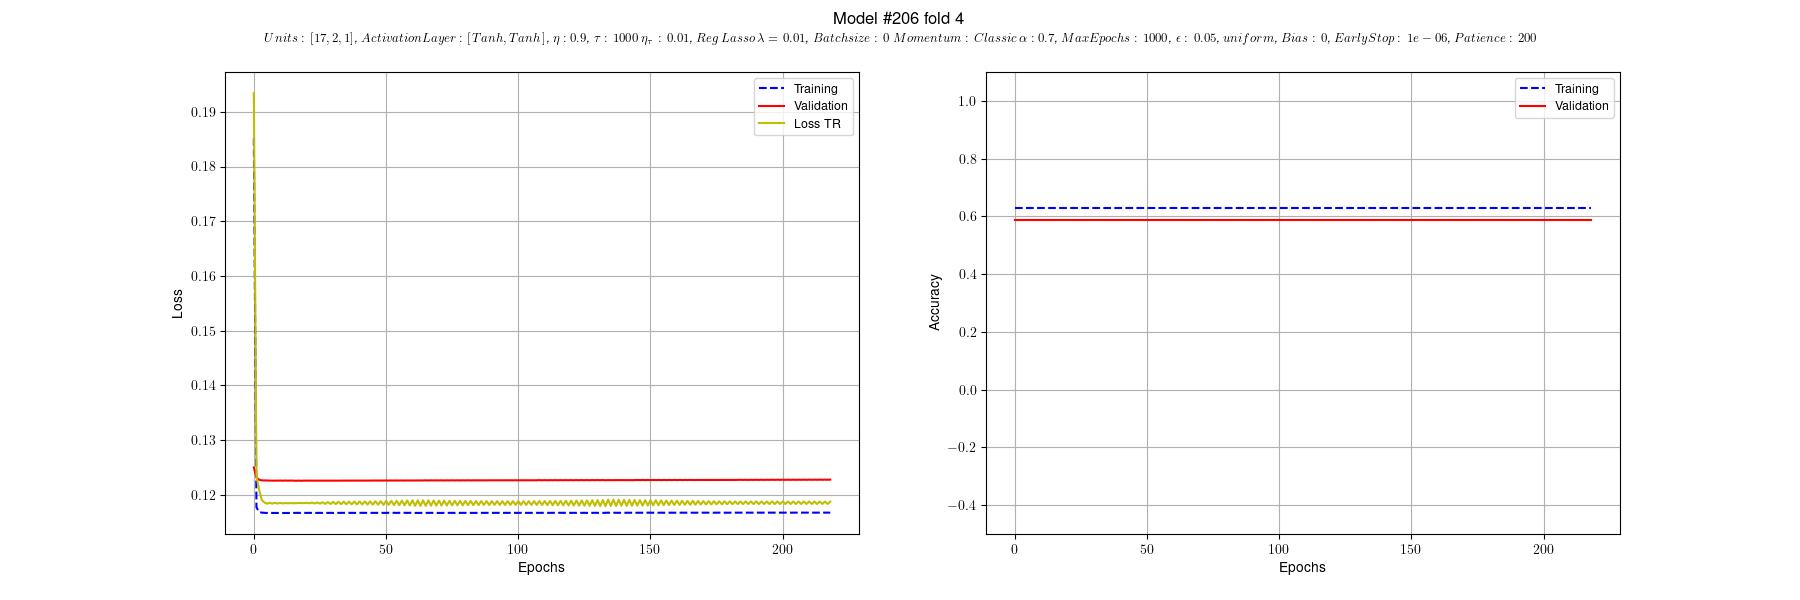 Model #206 fold 4
Units : [17, 2, 1], ActivationLayer : [Tanh, Tanh], η : 0.9, τ : 1000 η_τ : 0.01, Reg Lasso λ = 0.01, Batchsize : 0 Momentum : Classic α : 0.7, MaxEpochs : 1000, ϵ : 0.05, uniform, Bias : 0, EarlyStop : 1e − 06, Patience : 200
Training
Validation
Loss TR
0.19
0.18
0.17
0.16
0.15
0.14
0.13
0.12
Loss
0
50
100
150
200
Epochs
Training
Validation
1.0
0.8
0.6
0.4
0.2
0.0
−0.2
−0.4
Accuracy
0
50
100
150
200
Epochs